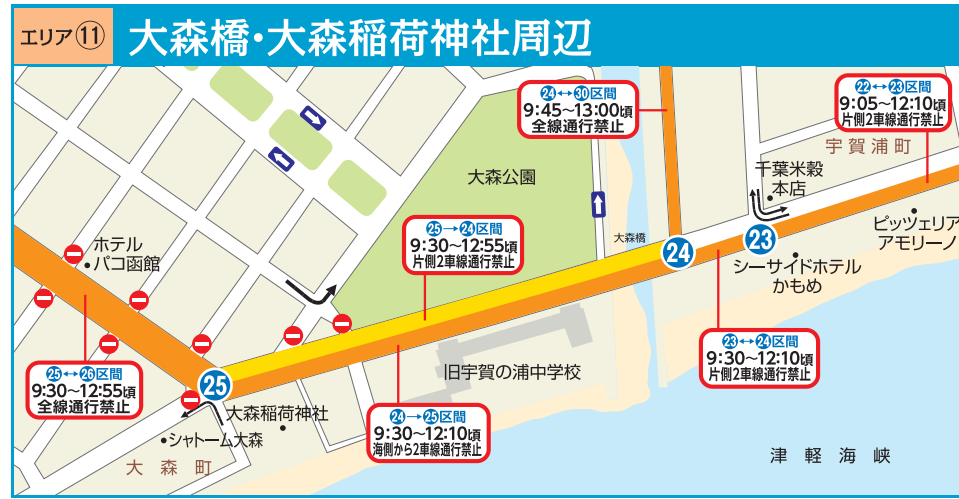 エリア⑪
大森橋・大森稲荷神社周辺
24↔30区間
9:45〜13:00頃
全線通行禁止
22↔23区間
9:05〜12:10頃
片側2車線通行禁止
宇賀浦町
千葉米穀
本店
大森公園
ピッツェリア
アモリーノ
25→24区間
9:30〜12:55頃
片側2車線通行禁止
大森橋
24
23
シーサイドホテル
かもめ
ホテル
パコ函館
23↔24区間
9:30〜12:10頃
片側2車線通行禁止
25↔26区間
9:30〜12:55頃
全線通行禁止
25
旧宇賀の浦中学校
大森稲荷神社
24→25区間
9:30〜12:10頃
海側から2車線通行禁止
シャトーム大森
大森町
津軽海峡